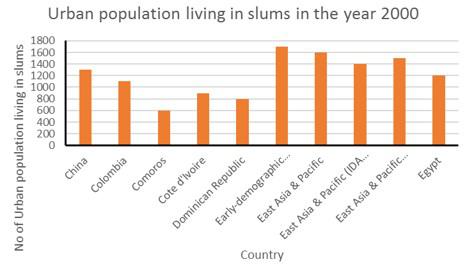 Urban population living in slums in the year 2000
No of Urban population living in slums
1800
1600
1400
1200
1000
800
600
400
200
0
China
Colombia
Comoros
Cote d'Ivoire
Dominican Republic
Early-demographic...
East Asia & Pacific
East Asia & Pacific (IDA...
East Asia & Pacific...
Egypt
Country